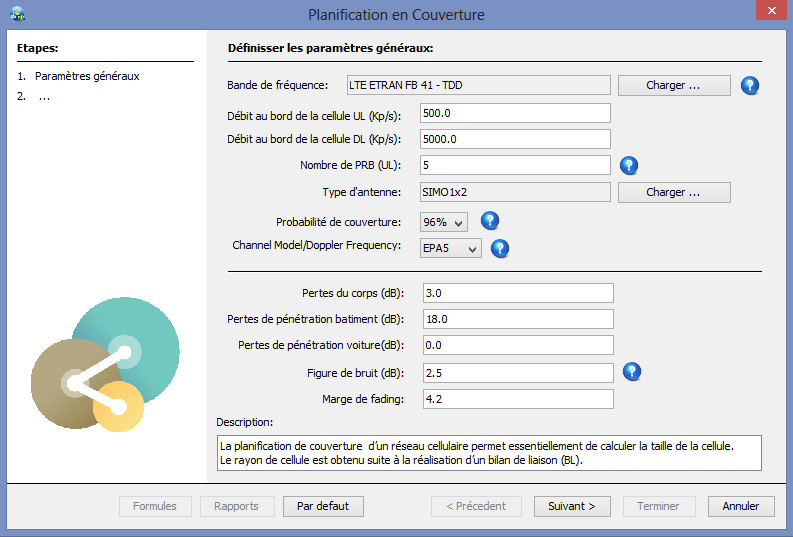 Planification en Couverture
Etapes:
1. Paramètres généraux
2. ...
Définisser les paramètres généraux:
Bande de fréquence: LTE ETRAN FB 41 - TDD Charger ...
Débit au bord de la cellule UL (Kp/s): 500.0
Débit au bord de la cellule DL (Kp/s): 5000.0
Nombre de PRB (UL): 5
Type d'antenne: SIMO1x2 Charger ...
Probabilité de couverture: 96%
Channel Model/Doppler Frequency: EPA5
Pertes du corps (dB): 3.0
Pertes de pénétration batiment (dB): 18.0
Pertes de pénétration voiture(dB): 0.0
Figure de bruit (dB): 2.5
Marge de fading: 4.2
Description:
La planification de couverture d'un réseau cellulaire permet essentiellement de calculer la taille de la cellule.
Le rayon de cellule est obtenu suite à la réalisation d'un bilan de liaison (BL).
Formules Rapports Par defaut < Précedent Suivant > Terminer Annuler